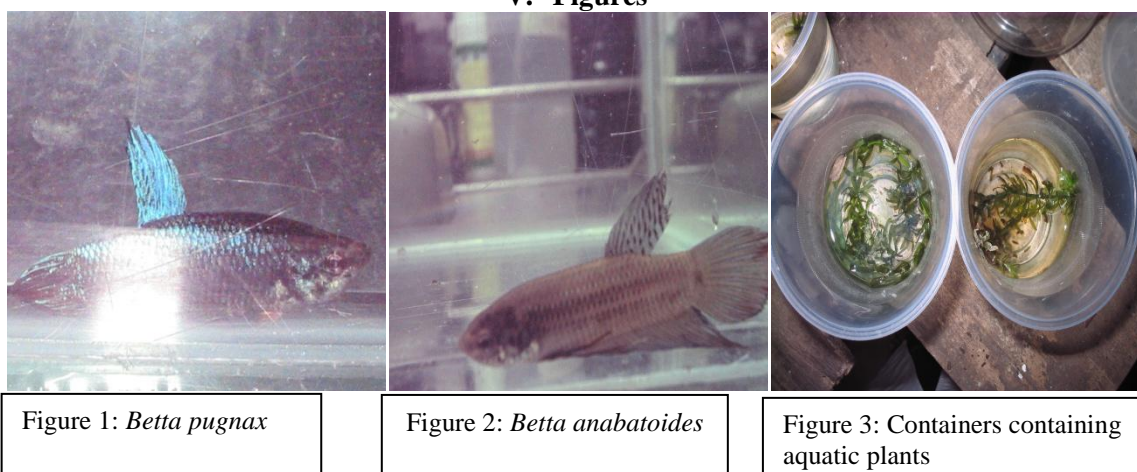 V. Figures
Figure 1: Betta pugnax
Figure 2: Betta anabatoides
Figure 3: Containers containing
aquatic plants